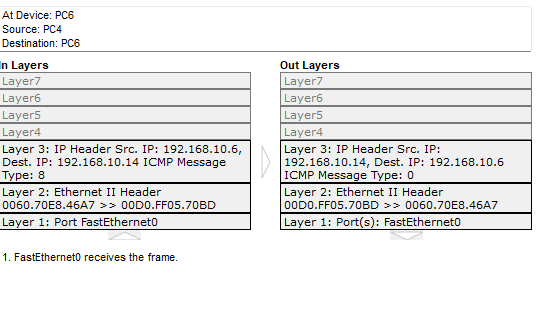 At Device: PC6
Source: PC4
Destination: PC6
In Layers
Layer7
Layer6
Layer5
Layer4
Layer 3: IP Header Src. IP: 192.168.10.6,
Dest. IP: 192.168.10.14 ICMP Message
Type: 8
Layer 2: Ethernet II Header
0060.70E8.46A7 >> 00D0.FF05.70BD
Layer 1: Port FastEthernet0
Out Layers
Layer7
Layer6
Layer5
Layer4
Layer 3: IP Header Src. IP:
192.168.10.14, Dest. IP: 192.168.10.6
ICMP Message Type: 0
Layer 2: Ethernet II Header
00D0.FF05.70BD >> 0060.70E8.46A7
Layer 1: Port(s): FastEthernet0
1. FastEthernet0 receives the frame.